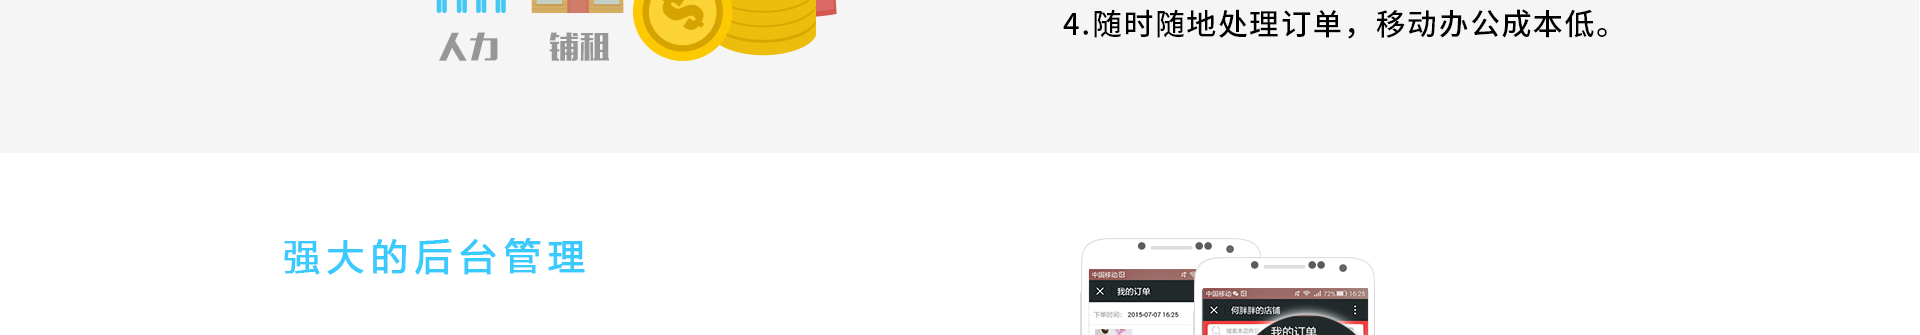 人力 铺租
4.随时随地处理订单，移动办公成本低。
强大的后台管理
中国移动
我的订单
下单时间： 2015-07-07 16:25
中国移动 72% 16:25
何胖胖的店铺
我的订单